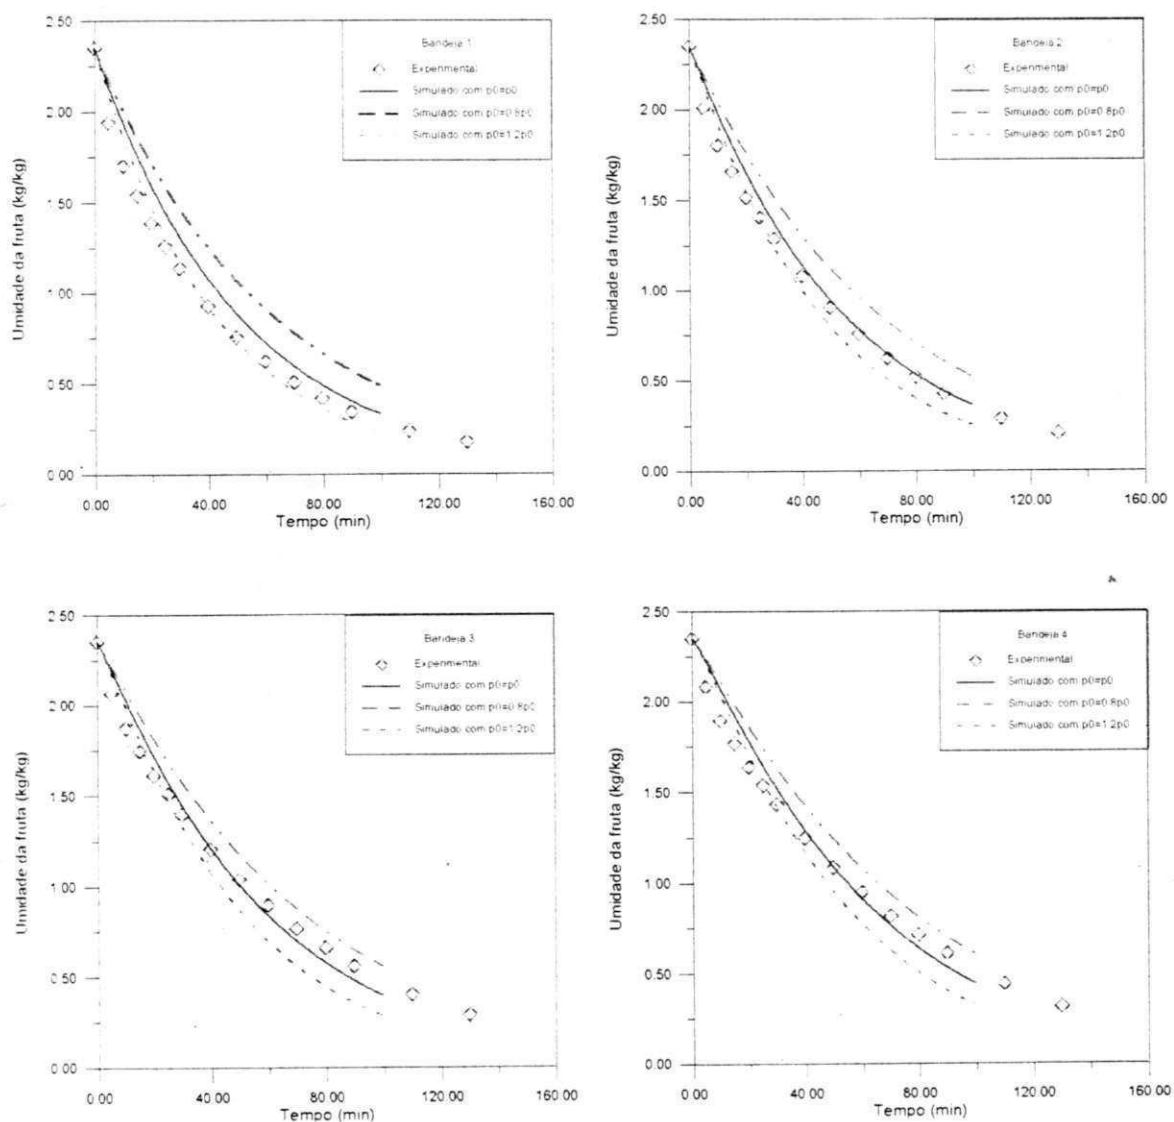 2.50
2.00
1.50
1.00
0.50
0.00
Umidade da fruta (kg/kg)
Bandeja 1
Experimental
Simulado com p0=p0
Simulado com p0=0.8p0
Simulado com p0=1.2p0
0.00 40.00 80.00 120.00 160.00
Tempo (min)
2.50
2.00
1.50
1.00
0.50
0.00
Umidade da fruta (kg/kg)
Bandeja 2
Experimental
Simulado com p0=p0
Simulado com p0=0.8p0
Simulado com p0=1.2p0
0.00 40.00 80.00 120.00 160.00
Tempo (min)
2.50
2.00
1.50
1.00
0.50
0.00
Umidade da fruta (kg/kg)
Bandeja 3
Experimental
Simulado com p0=p0
Simulado com p0=0.8p0
Simulado com p0=1.2p0
0.00 40.00 80.00 120.00 160.00
Tempo (min)
2.50
2.00
1.50
1.00
0.50
0.00
Umidade da fruta (kg/kg)
Bandeja 4
Experimental
Simulado com p0=p0
Simulado com p0=0.8p0
Simulado com p0=1.2p0
0.00 40.00 80.00 120.00 160.00
Tempo (min)